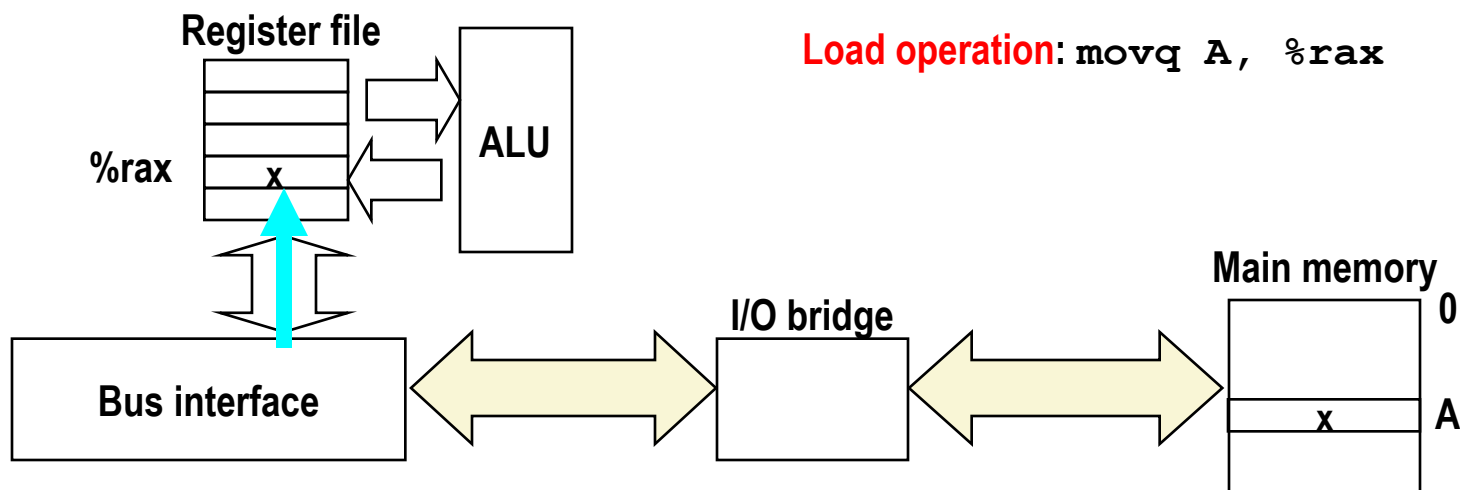 Register file
Load operation: movq A, %rax
ALU
%rax
x
Main memory
0
I/O bridge
Bus interface
x
A